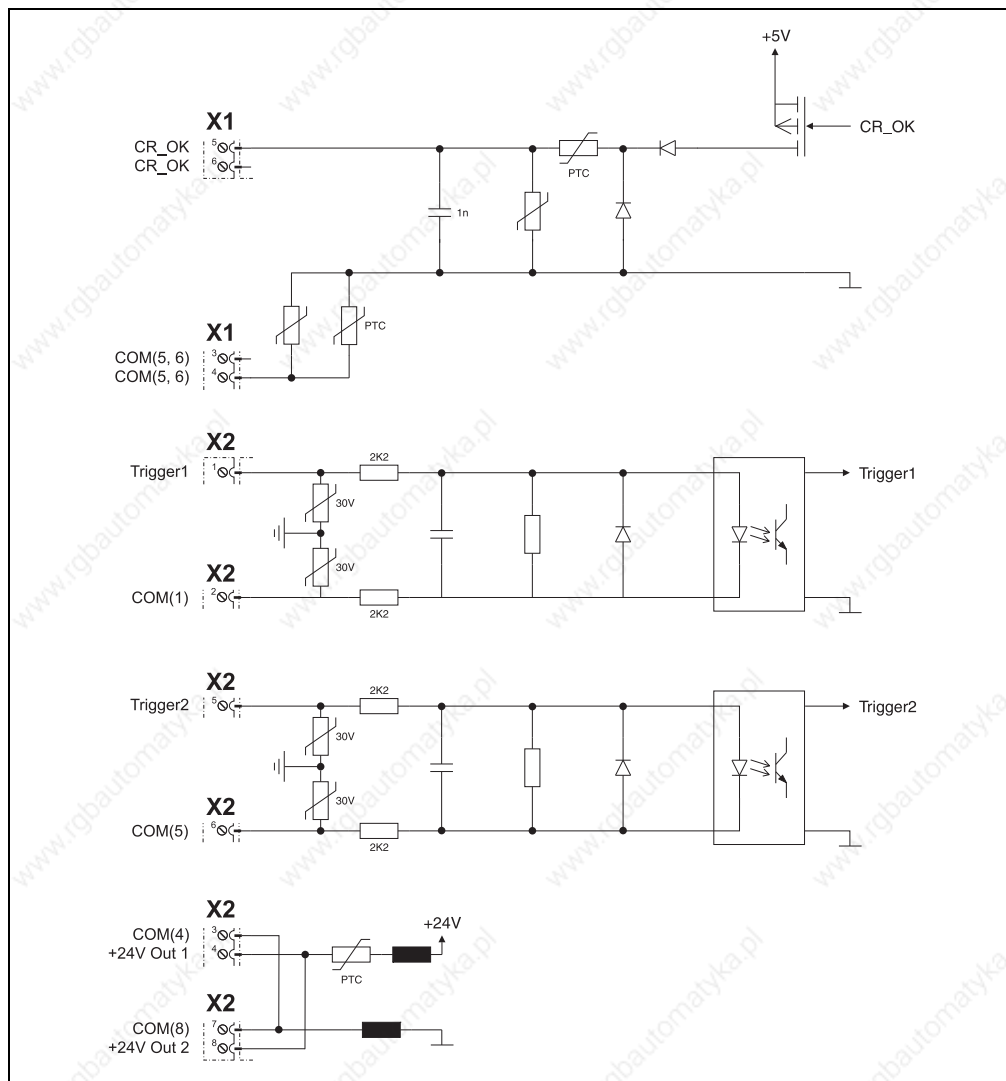 +5V
X1
CR_OK 5
CR_OK
CR_OK 6
PTC
1n
X1
PTC
COM(5, 6) 3
COM(5, 6) 4
X2
2K2
Trigger1 1
Trigger1
30V
30V
X2
COM(1) 2
2K2
X2
2K2
Trigger2 5
Trigger2
30V
30V
X2
COM(5) 6
2K2
X2
+24V
COM(4) 3
+24V Out 1 4
PTC
X2
COM(8) 7
+24V Out 2 8
www.rgbautomatyka.pl